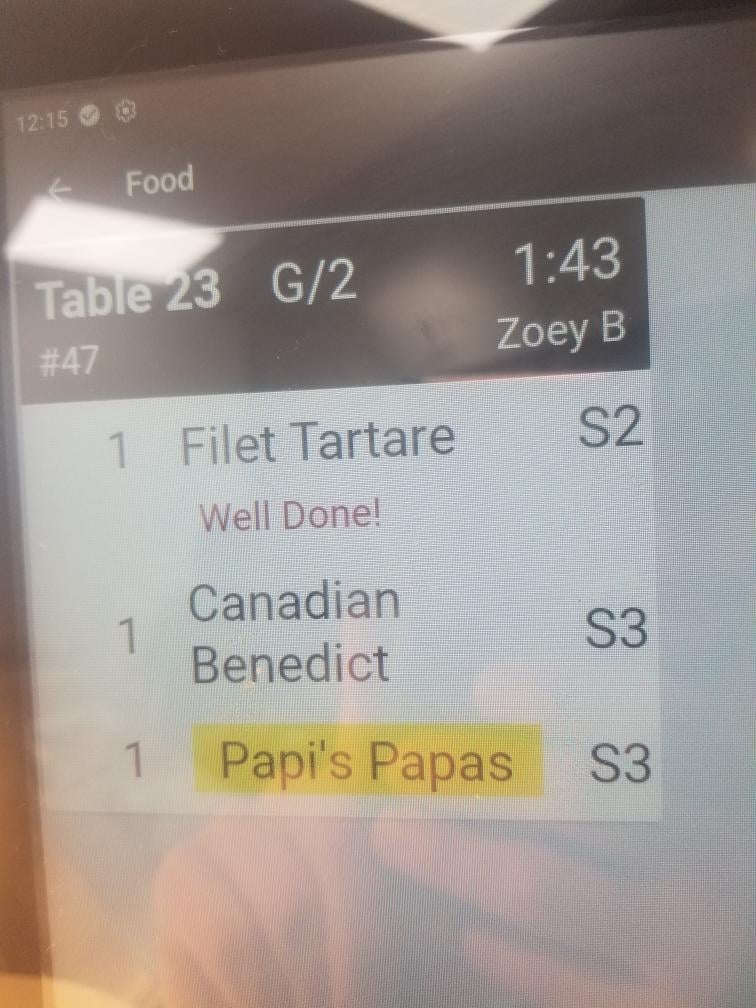 12:15
Food
Table 23 G/2 1:43
#47 Zoey B
1 Filet Tartare S2
Well Done!
1 Canadian Benedict S3
1 Papi's Papas S3